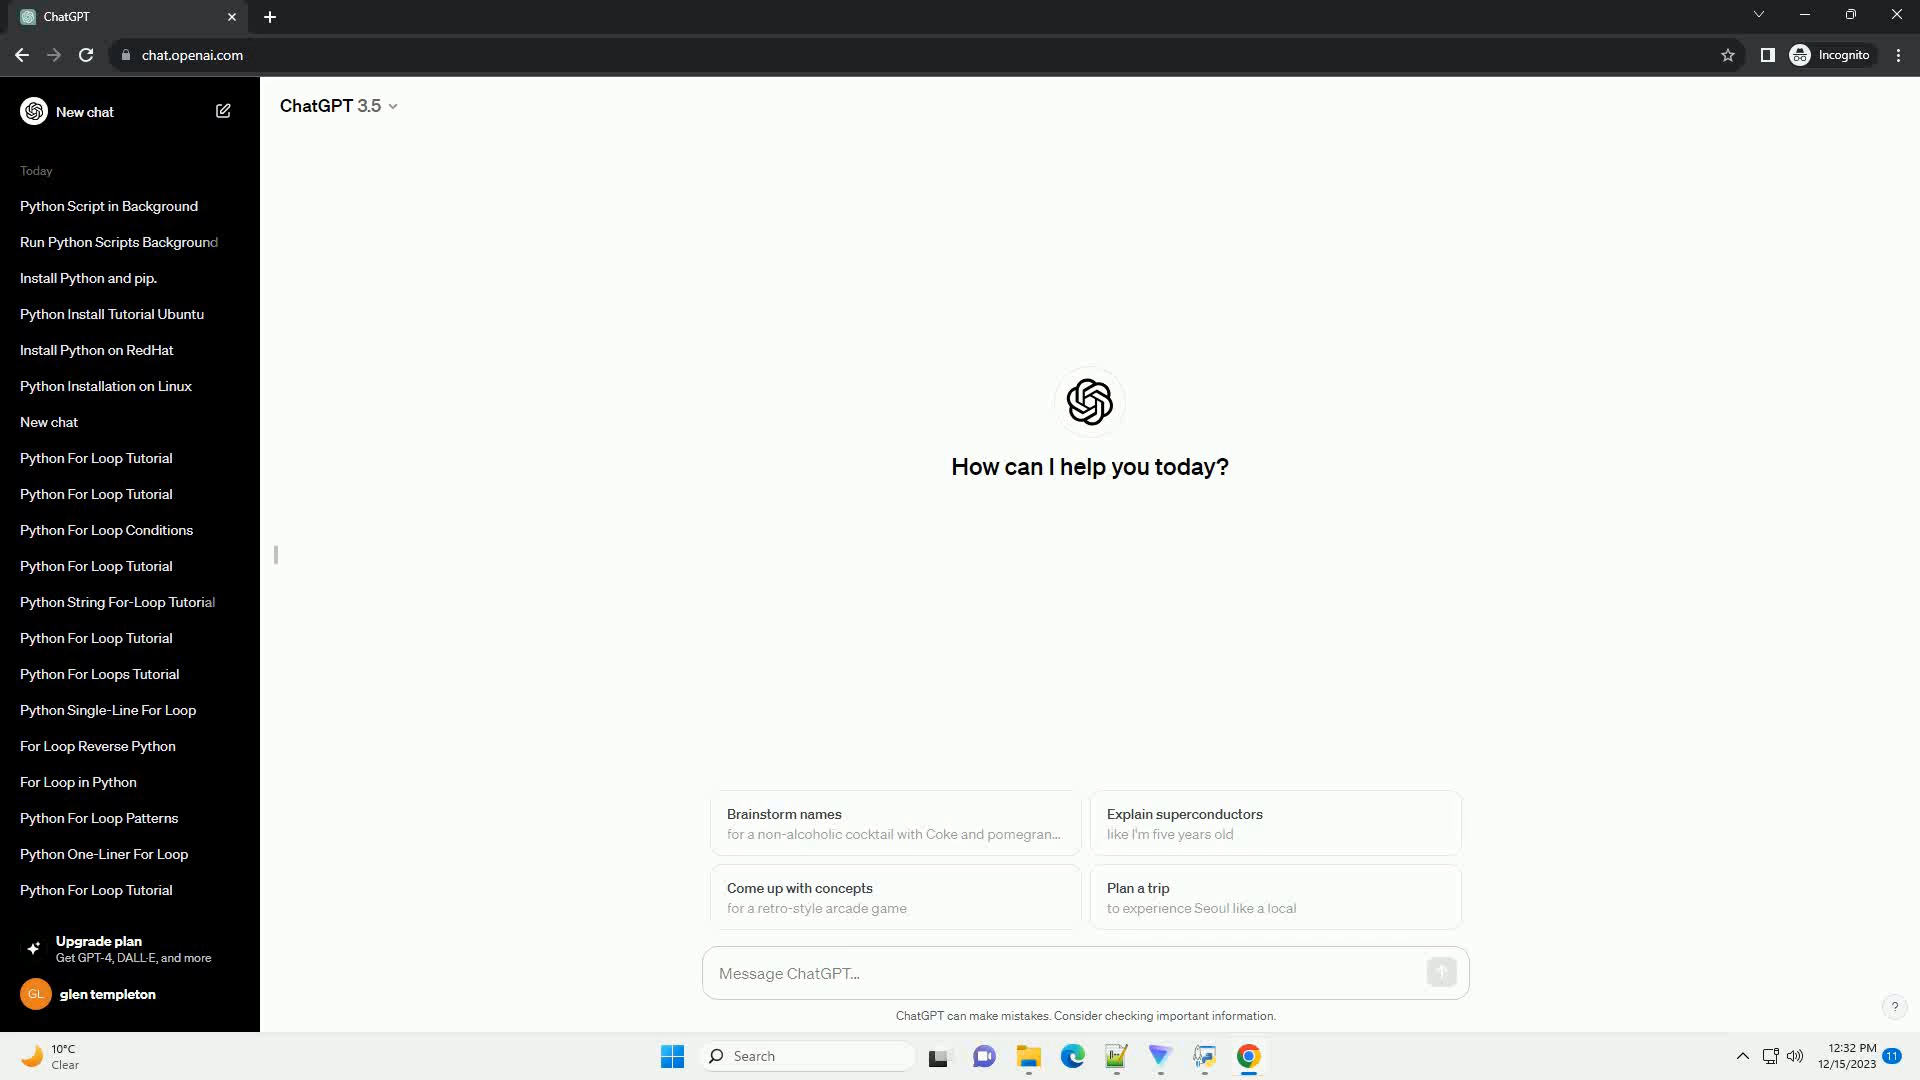 ChatGPT
chat.openai.com
Incognito
New chat
ChatGPT 3.5
Today
Python Script in Background
Run Python Scripts Background
Install Python and pip.
Python Install Tutorial Ubuntu
Install Python on RedHat
Python Installation on Linux
New chat
Python For Loop Tutorial
Python For Loop Tutorial
Python For Loop Conditions
Python For Loop Tutorial
Python String For-Loop Tutorial
Python For Loop Tutorial
Python For Loops Tutorial
Python Single-Line For Loop
For Loop Reverse Python
For Loop in Python
Python For Loop Patterns
Python One-Liner For Loop
Python For Loop Tutorial
Upgrade plan
Get GPT-4, DALL·E, and more
GL
glen templeton
How can I help you today?
Brainstorm names
for a non-alcoholic cocktail with Coke and pomegran...
Explain superconductors
like I'm five years old
Come up with concepts
for a retro-style arcade game
Plan a trip
to experience Seoul like a local
Message ChatGPT...
ChatGPT can make mistakes. Consider checking important information.
?
10°C
Clear
Search
12:32 PM
12/15/2023
11